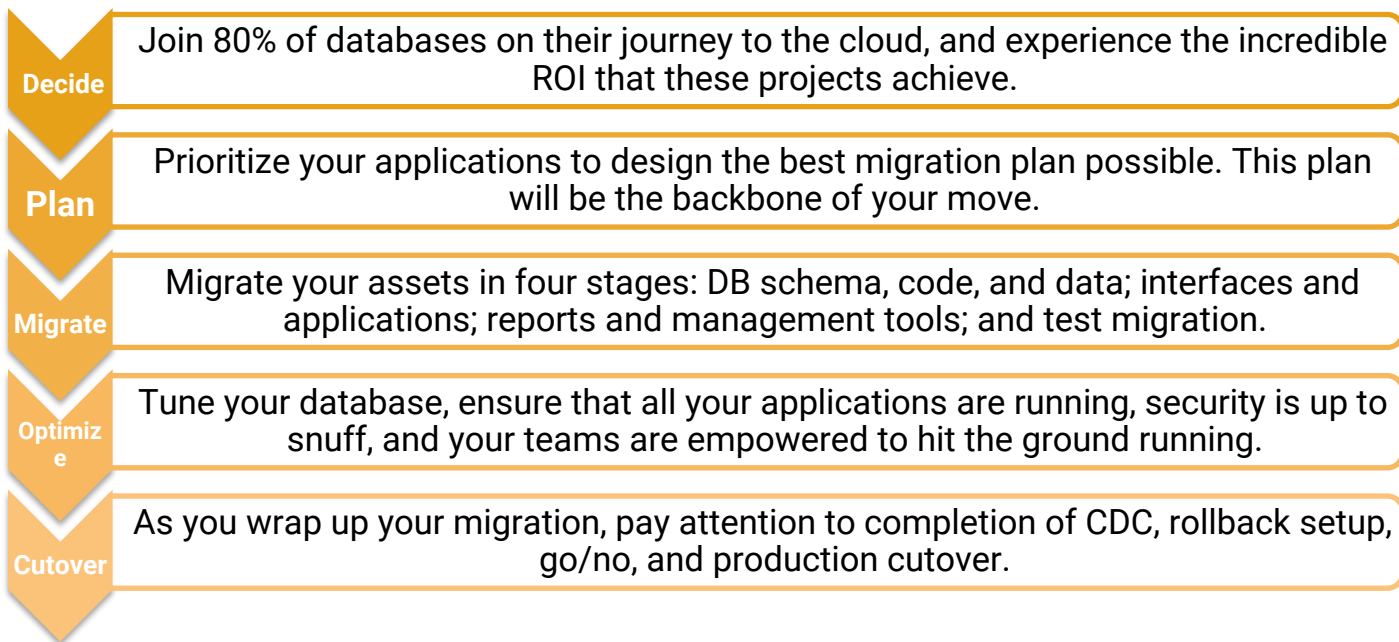 Decide
Join 80% of databases on their journey to the cloud, and experience the incredible
ROI that these projects achieve.
Plan
Prioritize your applications to design the best migration plan possible. This plan
will be the backbone of your move.
Migrate
Migrate your assets in four stages: DB schema, code, and data; interfaces and
applications; reports and management tools; and test migration.
Optimiz
e
Tune your database, ensure that all your applications are running, security is up to
snuff, and your teams are empowered to hit the ground running.
Cutover
As you wrap up your migration, pay attention to completion of CDC, rollback setup,
go/no, and production cutover.